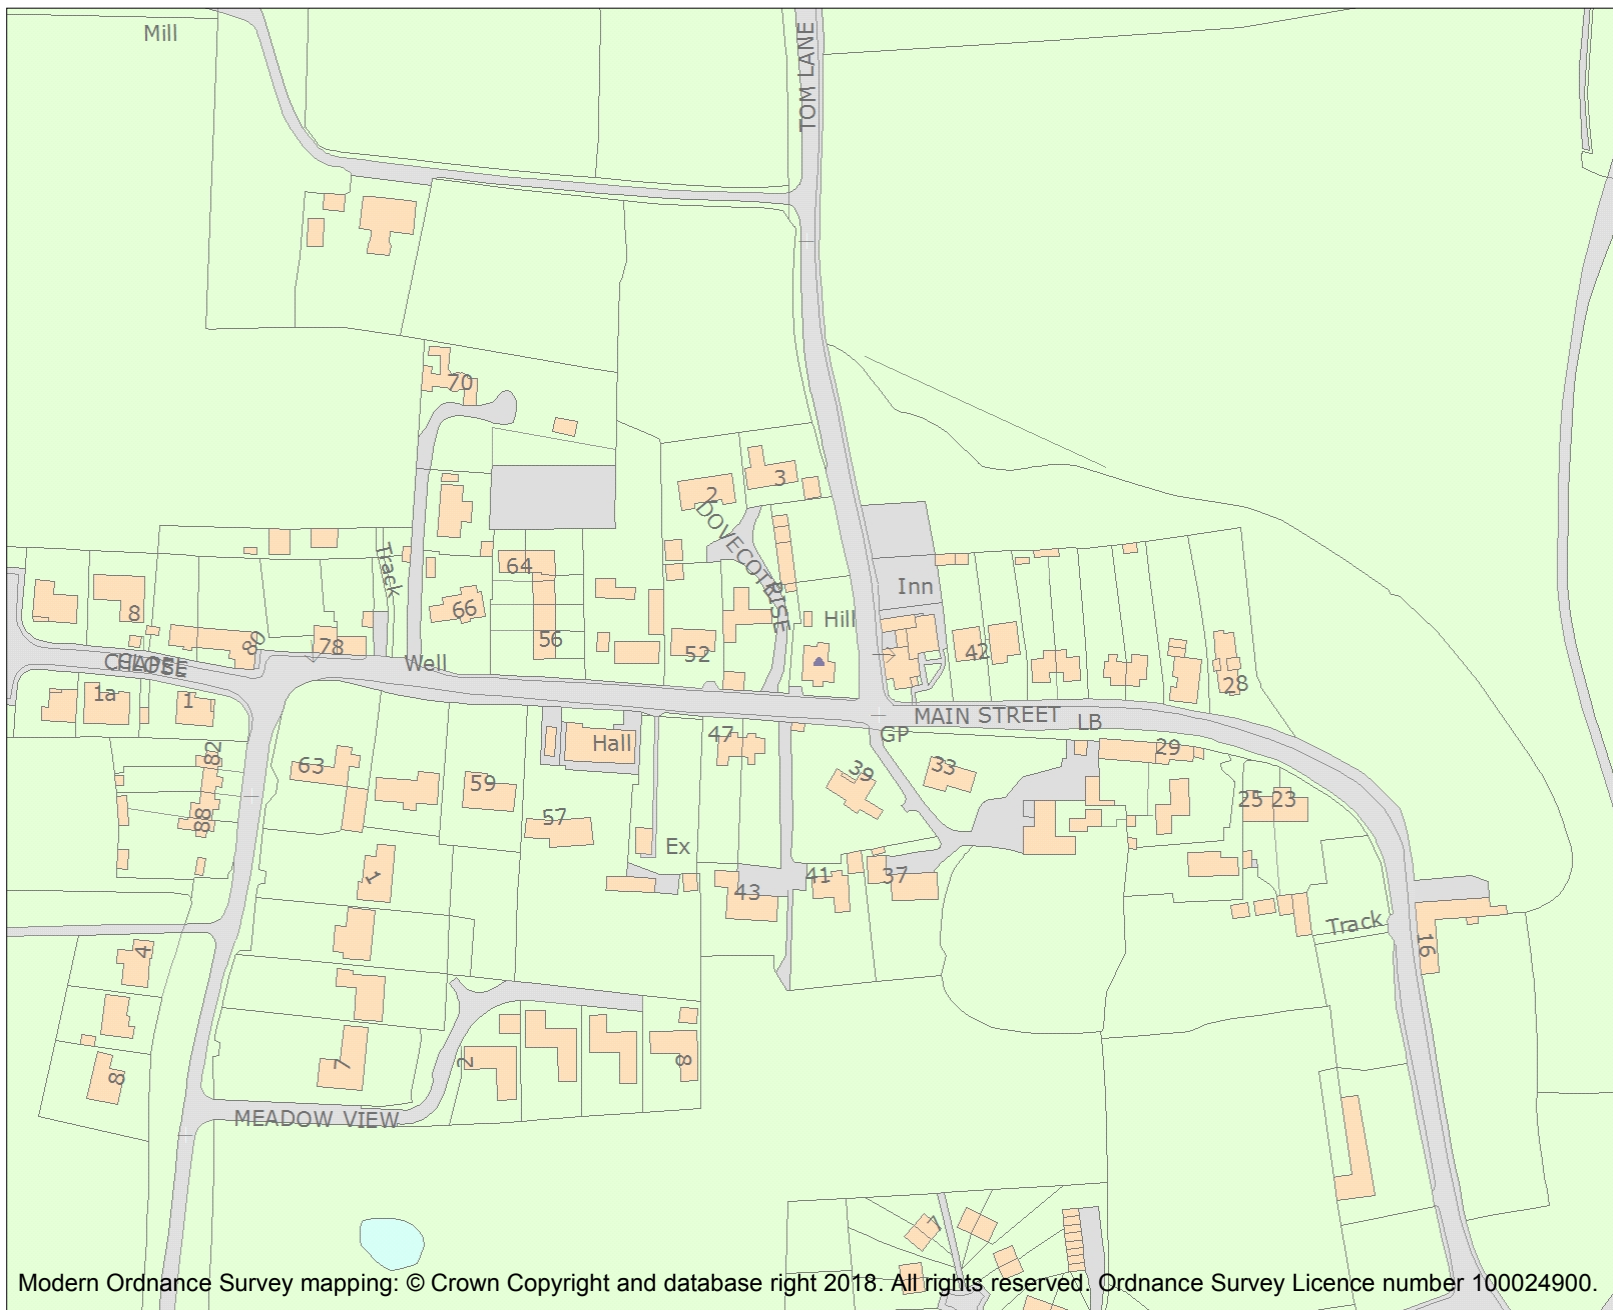 Mill
TOM LANE
70
3
2
DOVECOTE
RISE
64
66
56
Track
Inn
Hill
8
80
78
52
42
28
Well
CHAPEL
CLOSE
1a
1
MAIN STREET
LB
GP
Hall
47
29
82
63
59
39
33
57
88
25
23
Ex
1
43
41
37
Track
16
4
7
2
8
8
MEADOW VIEW
7
Modern Ordnance Survey mapping: © Crown Copyright and database right 2018. All rights reserved. Ordnance Survey Licence number 100024900.